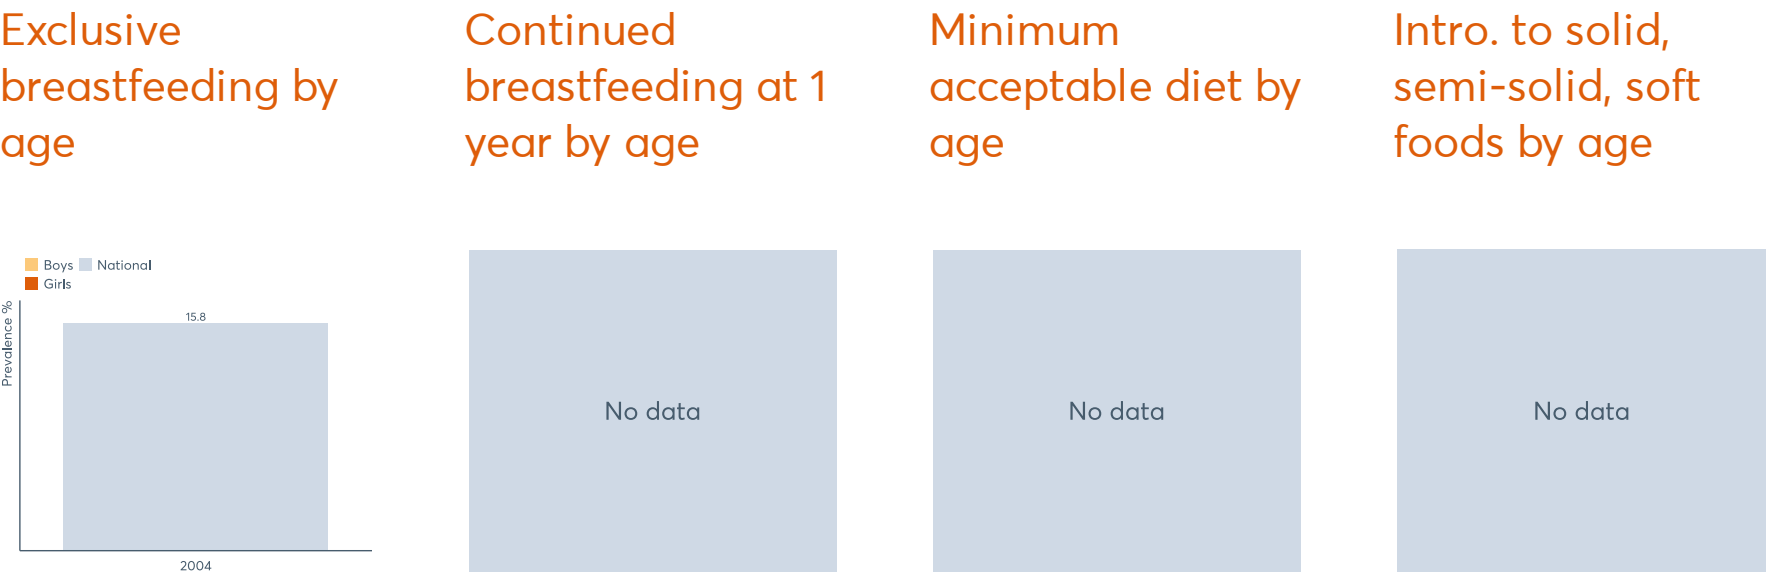 Exclusive
breastfeeding by
age
Continued
breastfeeding at 1
year by age
Minimum
acceptable diet by
age
Intro. to solid,
semi-solid, soft
foods by age
Boys National
Girls
Prevalence %
15.8
2004
No data
No data
No data